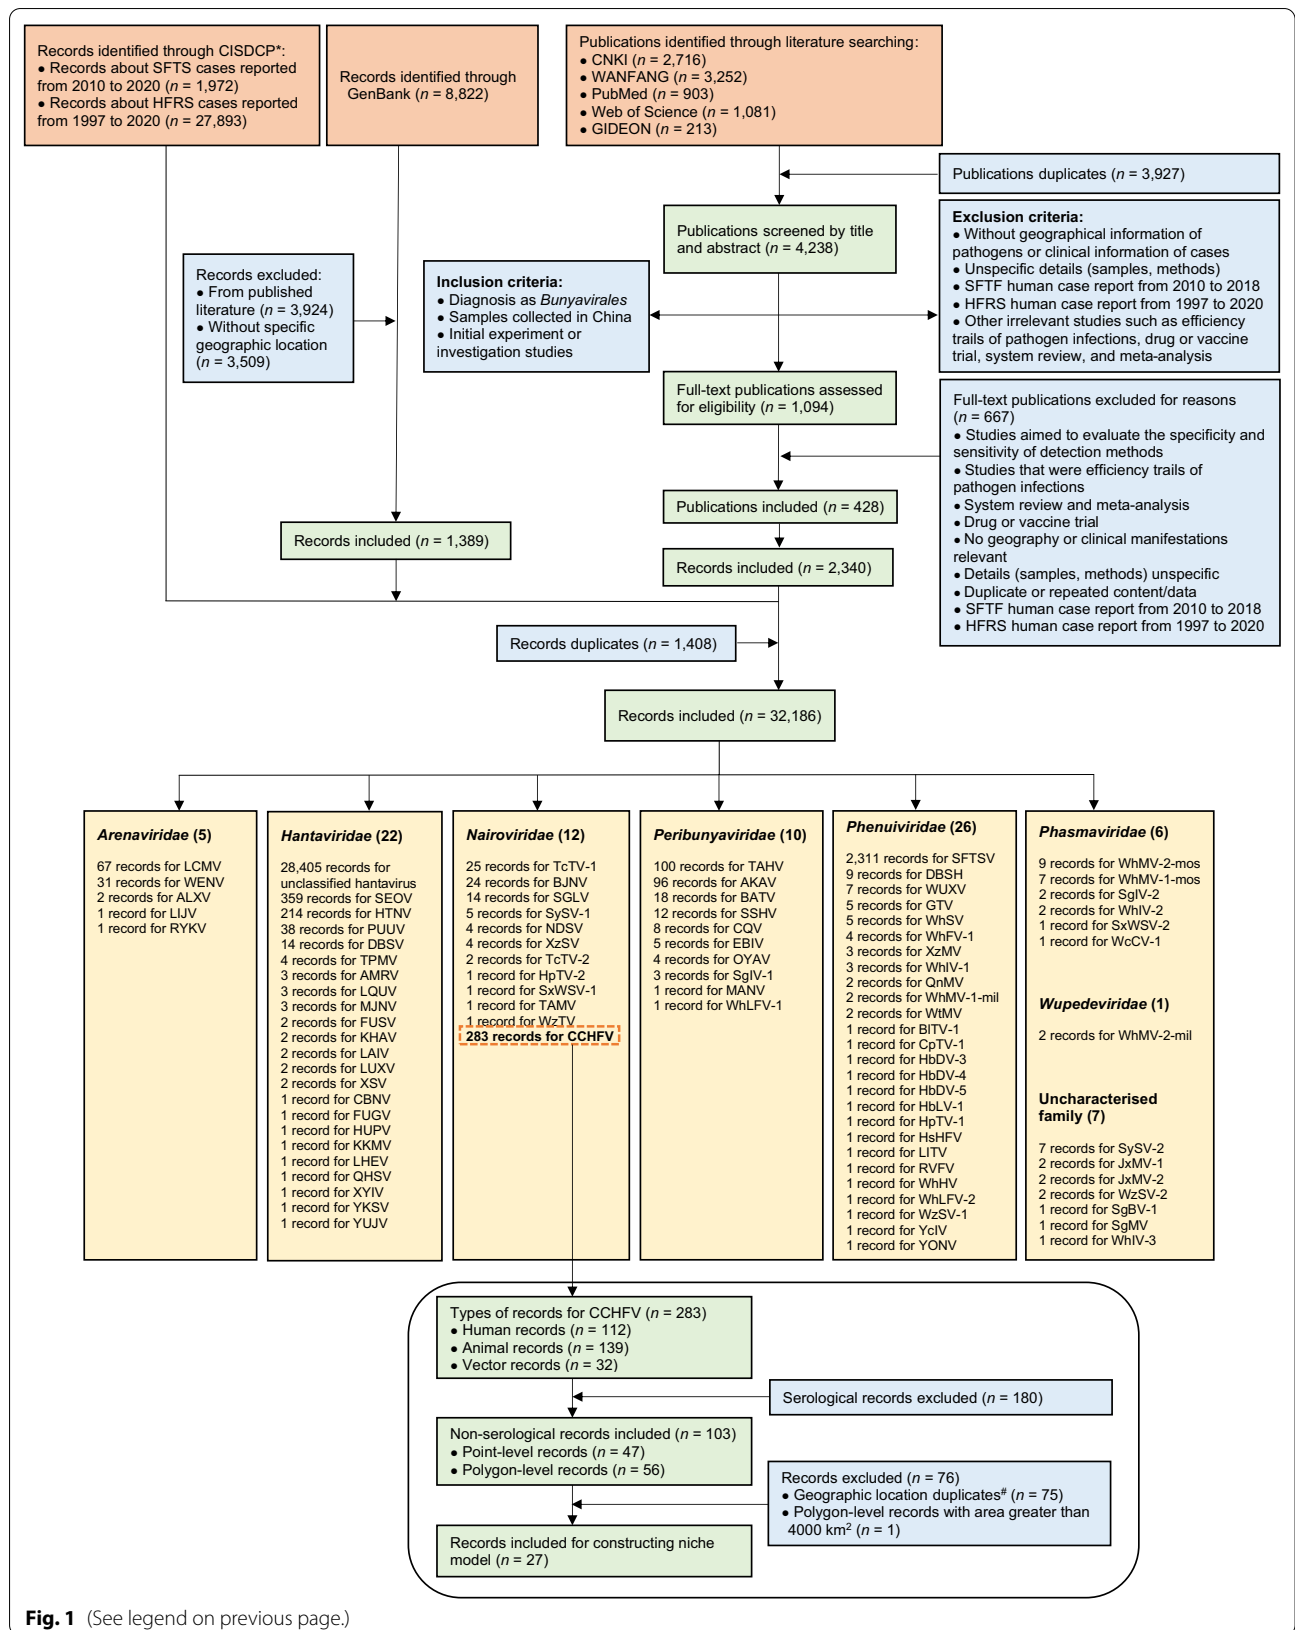 Records identified through CISDCP*:
● Records about SFTS cases reported
from 2010 to 2020 (n = 1,972)
● Records about HFRS cases reported
from 1997 to 2020 (n = 27,893)
Records identified through
GenBank (n = 8,822)
Publications identified through literature searching:
● CNKI (n = 2,716)
● WANFANG (n = 3,252)
● PubMed (n = 903)
● Web of Science (n = 1,081)
● GIDEON (n = 213)
Publications duplicates (n = 3,927)
Publications screened by title
and abstract (n = 4,238)
Exclusion criteria:
● Without geographical information of
pathogens or clinical information of cases
● Unspecific details (samples, methods)
● SFTF human case report from 2010 to 2018
● HFRS human case report from 1997 to 2020
● Other irrelevant studies such as efficiency
trails of pathogen infections, drug or vaccine
trial, system review, and meta-analysis
Records excluded:
● From published
literature (n = 3,924)
● Without specific
geographic location
(n = 3,509)
Inclusion criteria:
● Diagnosis as Bunyavirales
● Samples collected in China
● Initial experiment or
investigation studies
Full-text publications assessed
for eligibility (n = 1,094)
Full-text publications excluded for reasons
(n = 667)
● Studies aimed to evaluate the specificity and
sensitivity of detection methods
● Studies that were efficiency trails of
pathogen infections
● System review and meta-analysis
● Drug or vaccine trial
● No geography or clinical manifestations
relevant
● Details (samples, methods) unspecific
● Duplicate or repeated content/data
● SFTF human case report from 2010 to 2018
● HFRS human case report from 1997 to 2020
Publications included (n = 428)
Records included (n = 1,389)
Records included (n = 2,340)
Records duplicates (n = 1,408)
Records included (n = 32,186)
Arenaviridae (5)
67 records for LCMV
31 records for WENV
2 records for ALXV
1 record for LIJV
1 record for RYKV
Hantaviridae (22)
28,405 records for
unclassified hantavirus
359 records for SEOV
214 records for HTNV
38 records for PUUV
14 records for DBSV
4 records for TPMV
3 records for AMRV
3 records for LQUV
3 records for MJNV
2 records for FUSV
2 records for KHAV
2 records for LAIV
2 records for LUXV
2 records for XSV
1 record for CBNV
1 record for FUGV
1 record for HUPV
1 record for KKMV
1 record for LHEV
1 record for QHSV
1 record for XYIV
1 record for YKSV
1 record for YUJV
Nairoviridae (12)
25 records for TcTV-1
24 records for BJNV
14 records for SGLV
5 records for SySV-1
4 records for NDSV
4 records for XzSV
2 records for TcTV-2
1 record for HpTV-2
1 record for SxWSV-1
1 record for TAMV
1 record for WzTV
283 records for CCHFV
Peribunyaviridae (10)
100 records for TAHV
96 records for AKAV
18 records for BATV
12 records for SSHV
8 records for CQV
5 records for EBIV
4 records for OYAV
3 records for SgIV-1
1 record for MANV
1 record for WhLFV-1
Phenuiviridae (26)
2,311 records for SFTSV
9 records for DBSH
7 records for WUXV
5 records for GTV
5 records for WhSV
4 records for WhFV-1
3 records for XzMV
3 records for WhIV-1
2 records for QnMV
2 records for WhMV-1-mil
2 records for WtMV
1 record for BITV-1
1 record for CpTV-1
1 record for HbDV-3
1 record for HbDV-4
1 record for HbDV-5
1 record for HbLV-1
1 record for HpTV-1
1 record for HsHFV
1 record for LITV
1 record for RVFV
1 record for WhHV
1 record for WhLFV-2
1 record for WzSV-1
1 record for YcIV
1 record for YONV
Phasmaviridae (6)
9 records for WhMV-2-mos
7 records for WhMV-1-mos
2 records for SgIV-2
2 records for WhIV-2
1 record for SxWSV-2
1 record for WcCV-1
Wupedeviridae (1)
2 records for WhMV-2-mil
Uncharacterised
family (7)
7 records for SySV-2
2 records for JxMV-1
2 records for JxMV-2
2 records for WzSV-2
1 record for SgBV-1
1 record for SgMV
1 record for WhIV-3
Types of records for CCHFV (n = 283)
● Human records (n = 112)
● Animal records (n = 139)
● Vector records (n = 32)
Serological records excluded (n = 180)
Non-serological records included (n = 103)
● Point-level records (n = 47)
● Polygon-level records (n = 56)
Records excluded (n = 76)
● Geographic location duplicates# (n = 75)
● Polygon-level records with area greater than
4000 km² (n = 1)
Records included for constructing niche
model (n = 27)
Fig. 1 (See legend on previous page.)